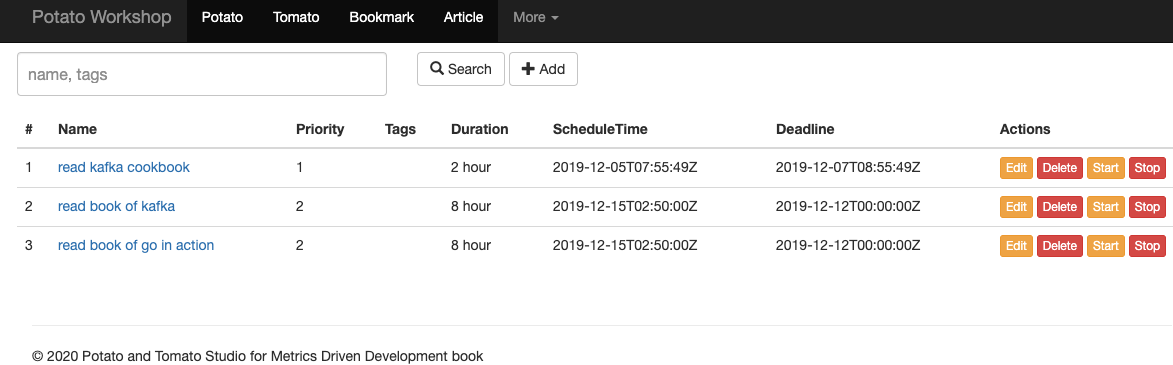 Potato Workshop Potato Tomato Bookmark Article More
name, tags Search Add
# Name Priority Tags Duration ScheduleTime Deadline Actions
1 read kafka cookbook 1 2 hour 2019-12-05T07:55:49Z 2019-12-07T08:55:49Z Edit Delete Start Stop
2 read book of kafka 2 8 hour 2019-12-15T02:50:00Z 2019-12-12T00:00:00Z Edit Delete Start Stop
3 read book of go in action 2 8 hour 2019-12-15T02:50:00Z 2019-12-12T00:00:00Z Edit Delete Start Stop
© 2020 Potato and Tomato Studio for Metrics Driven Development book